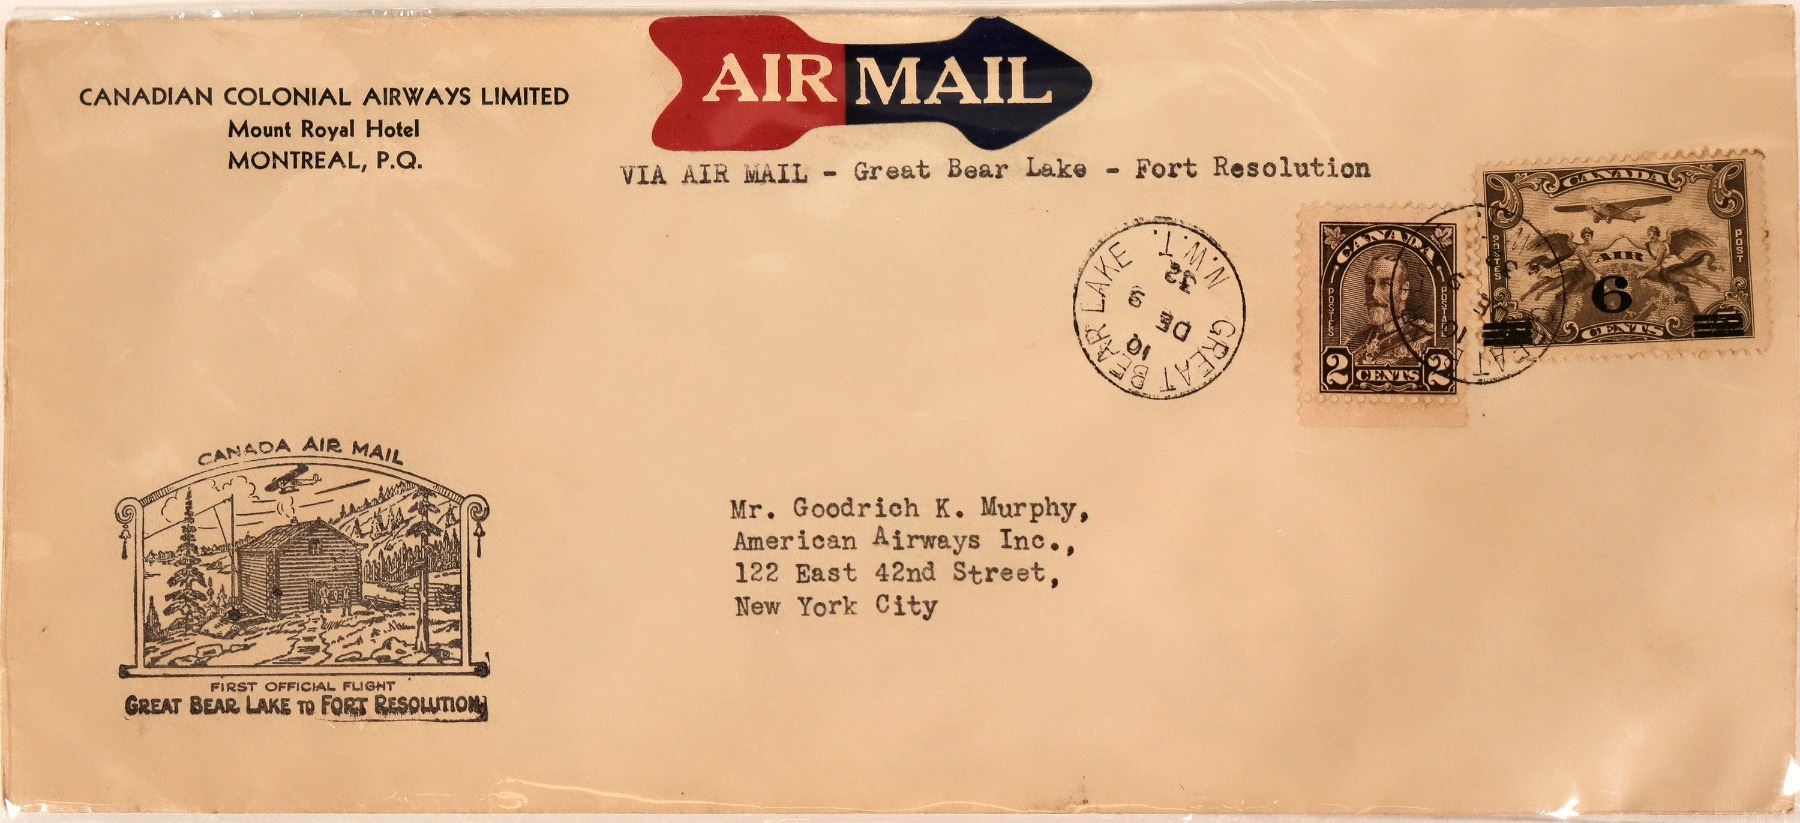 AIR MAIL
CANADIAN COLONIAL AIRWAYS LIMITED
Mount Royal Hotel
MONTREAL, P.Q.
VIA AIR MAIL - Great Bear Lake - Fort Resolution
GREAT BEAR LAKE N.W.T.
10
DE 9
32
CANADA
POSTES POSTAGE
2 CENTS 2
CANADA
POSTES POST
AIR
6
CENTS
Mr. Goodrich K. Murphy,
American Airways Inc.,
122 East 42nd Street,
New York City
CANADA AIR MAIL
FIRST OFFICIAL FLIGHT
GREAT BEAR LAKE TO FORT RESOLUTION